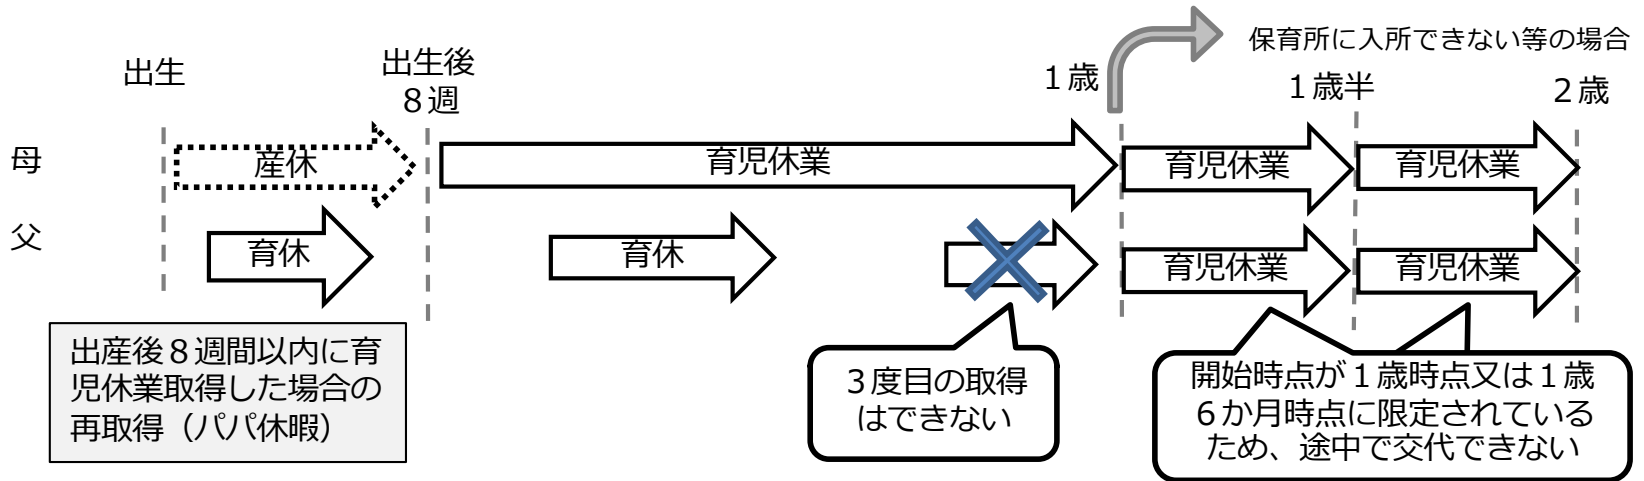 保育所に入所できない等の場合
出生
出生後
８週
１歳
１歳半
２歳
母
産休
育児休業
育児休業
育児休業
父
育休
育休
育児休業
育児休業
出産後８週間以内に育
児休業取得した場合の
再取得（パパ休暇）
３度目の取得
はできない
開始時点が１歳時点又は１歳
６か月時点に限定されている
ため、途中で交代できない